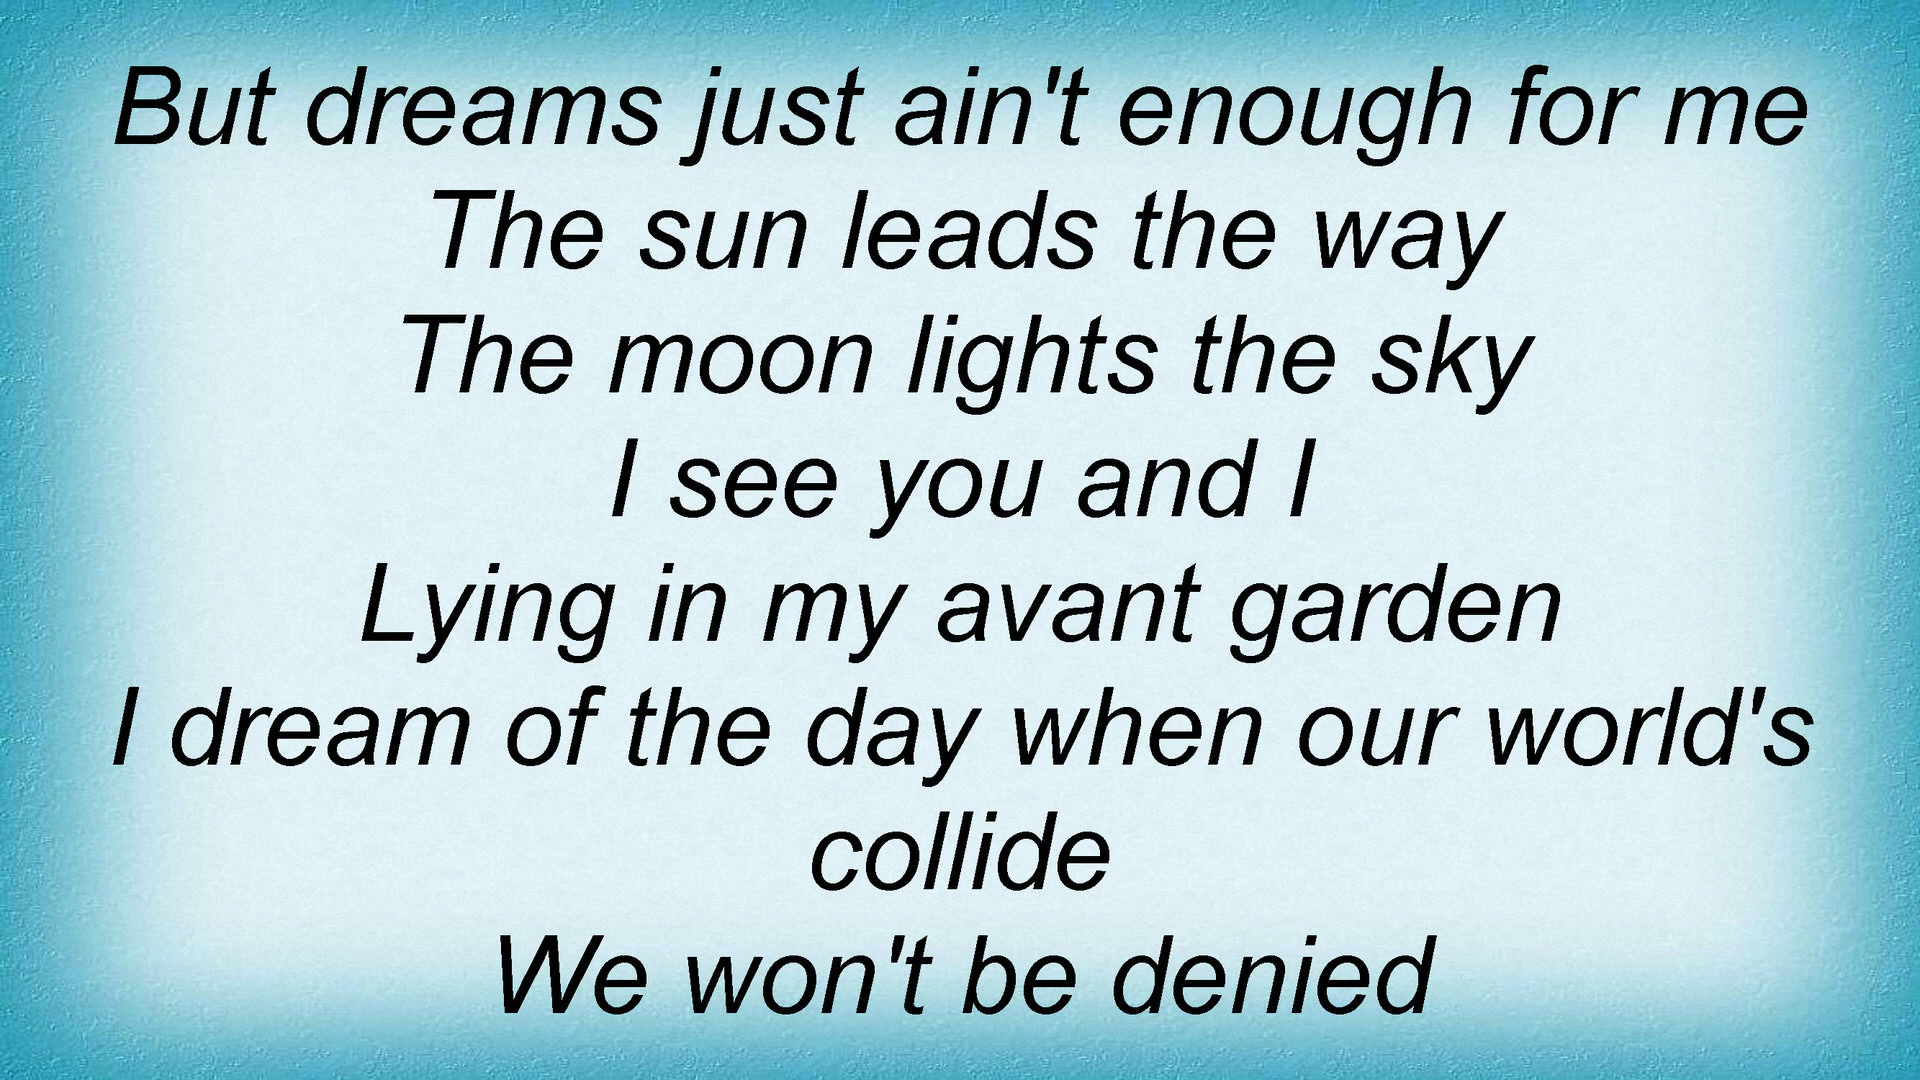 But dreams just ain't enough for me
The sun leads the way
The moon lights the sky
I see you and I
Lying in my avant garden
I dream of the day when our world's
collide
We won't be denied